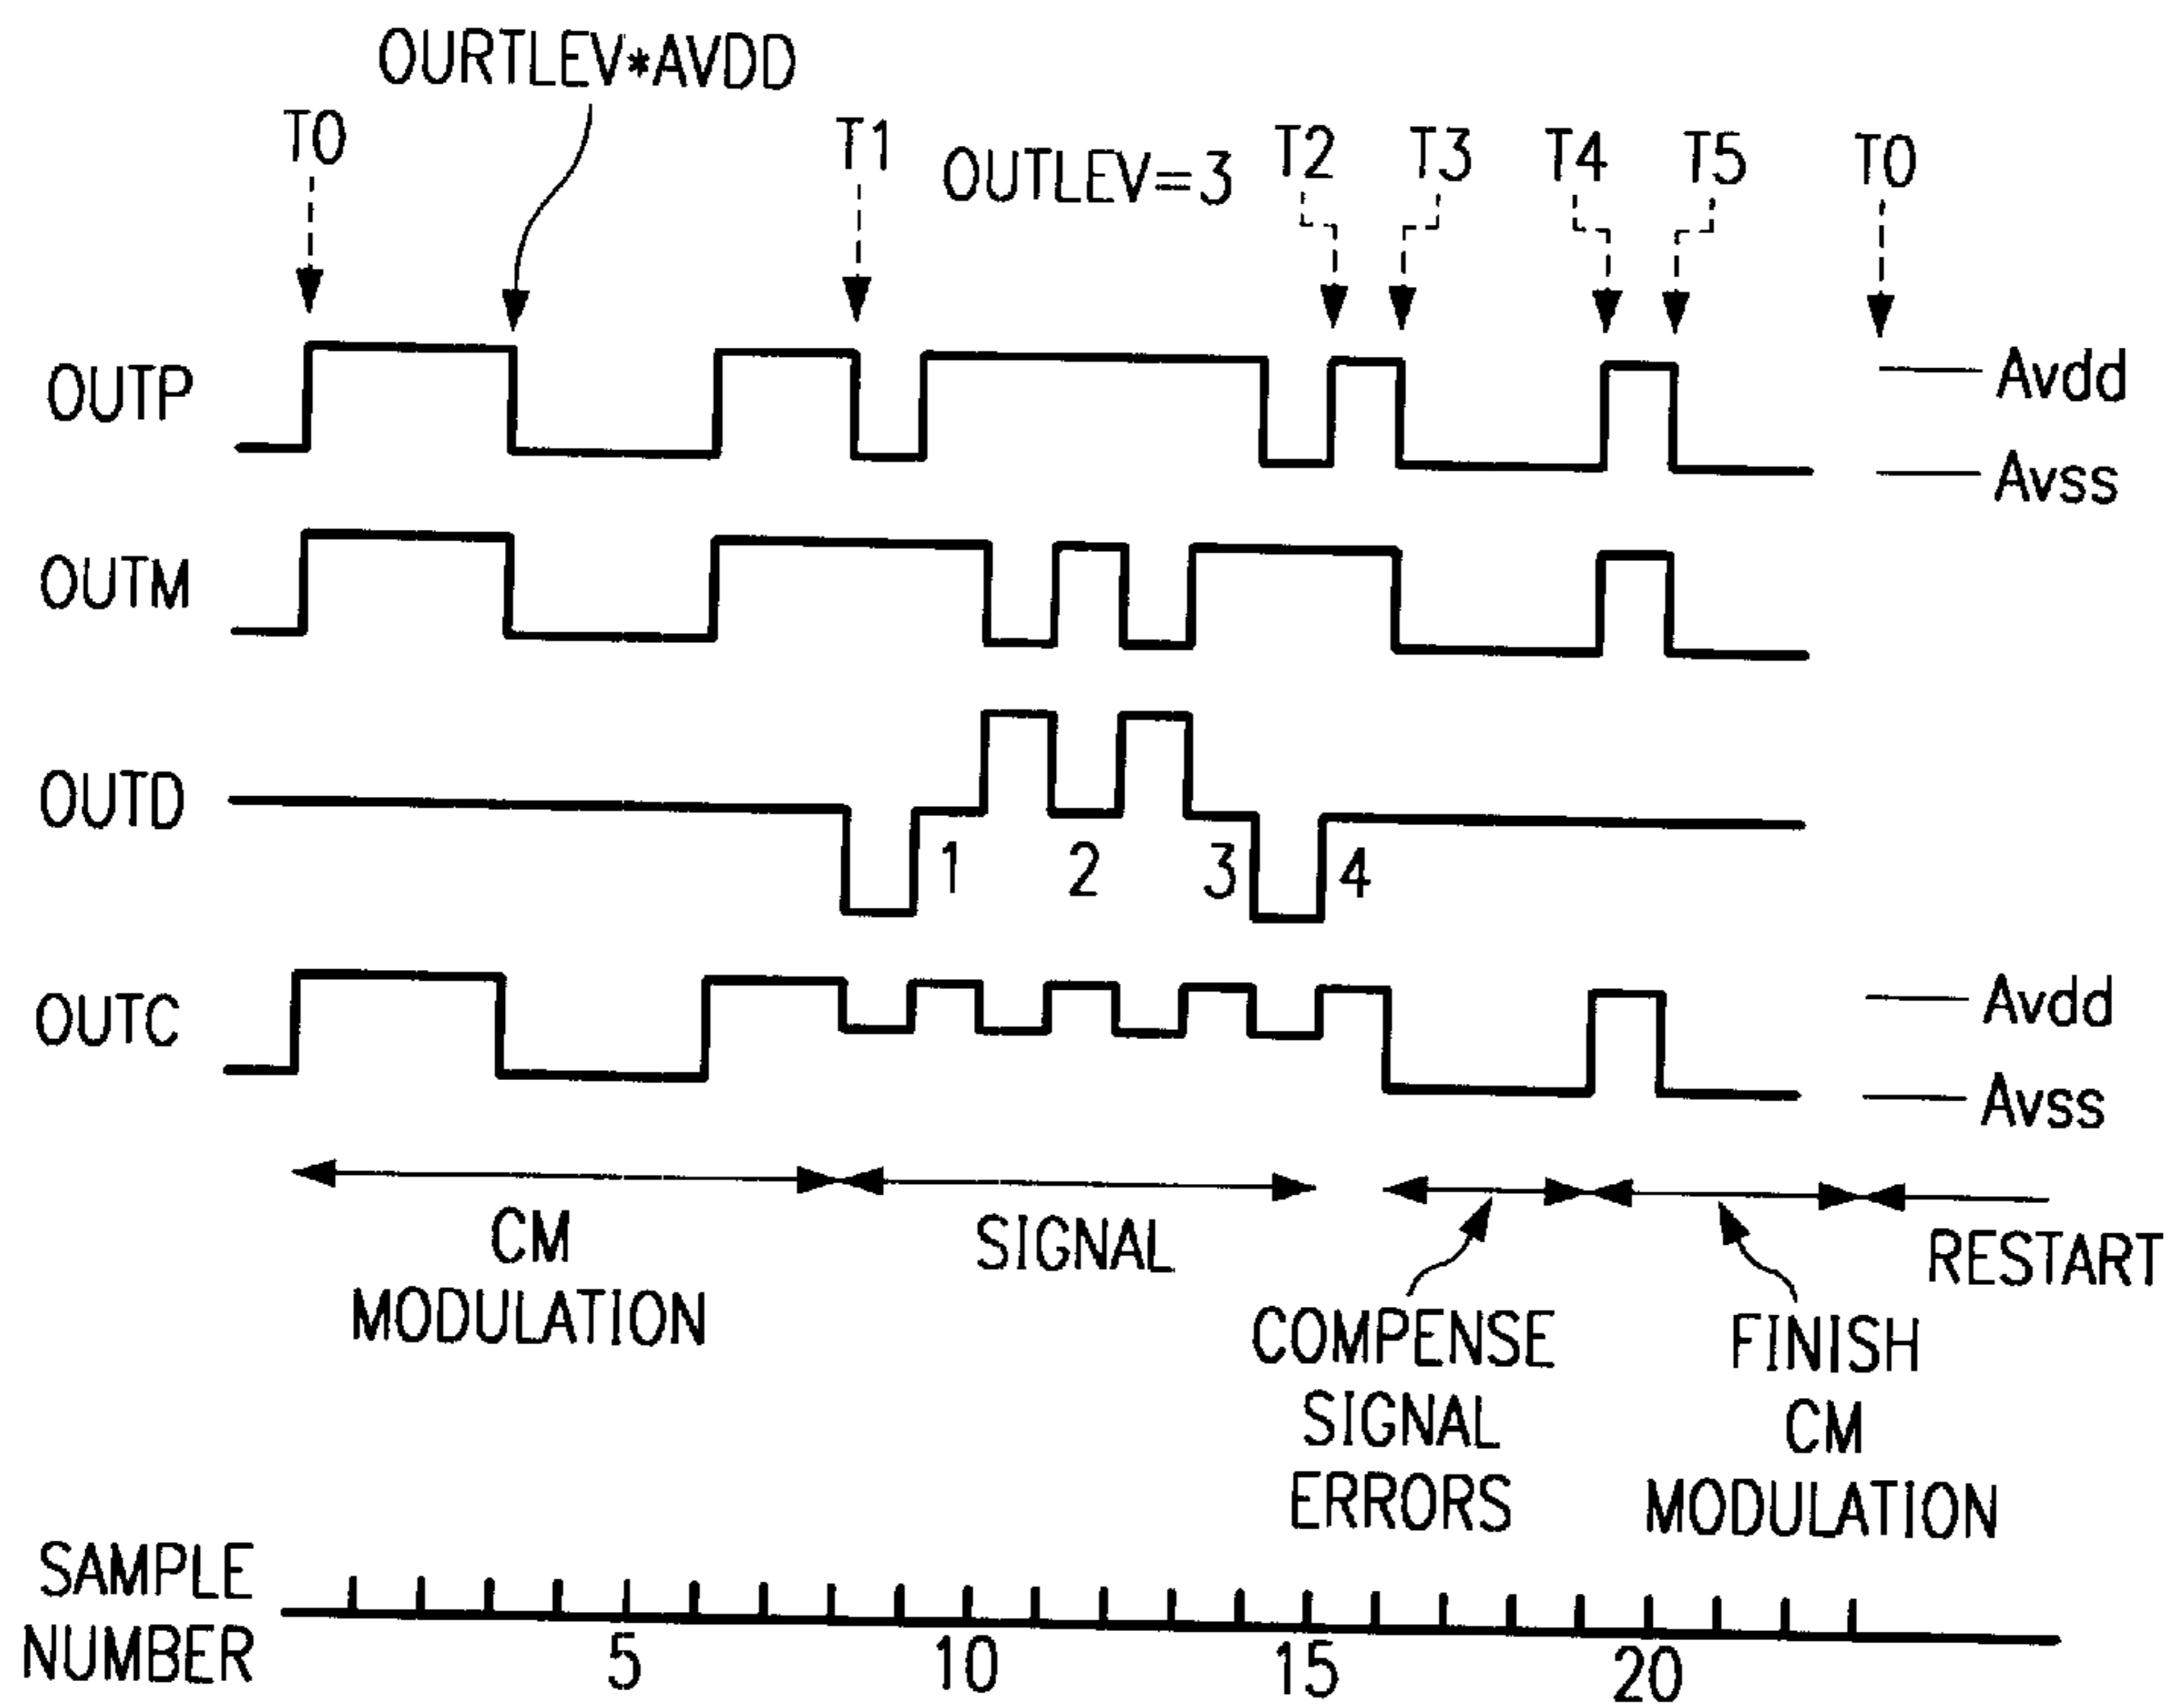 OURTLEV*AVDD
T0
T1
OUTLEV=3
T2
T3
T4
T5
T0
OUTP
Avdd
Avss
OUTM
OUTD
1
2
3
4
OUTC
Avdd
Avss
CM
MODULATION
SIGNAL
COMPENSE
SIGNAL
ERRORS
FINISH
CM
MODULATION
RESTART
SAMPLE
NUMBER
5
10
15
20